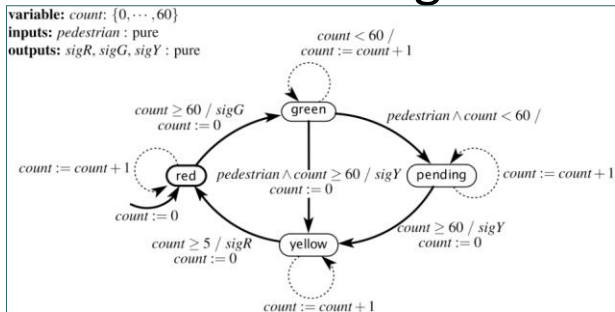 variable: count: {0, ⋯, 60}
inputs: pedestrian : pure
outputs: sigR, sigG, sigY : pure
count < 60 /
count := count + 1
green
count ≥ 60 / sigG
count := 0
pedestrian ∧ count < 60 /
count := count + 1
red
pedestrian ∧ count ≥ 60 / sigY
count := 0
pending
count := count + 1
count := 0
count ≥ 5 / sigR
count := 0
yellow
count ≥ 60 / sigY
count := 0
count := count + 1